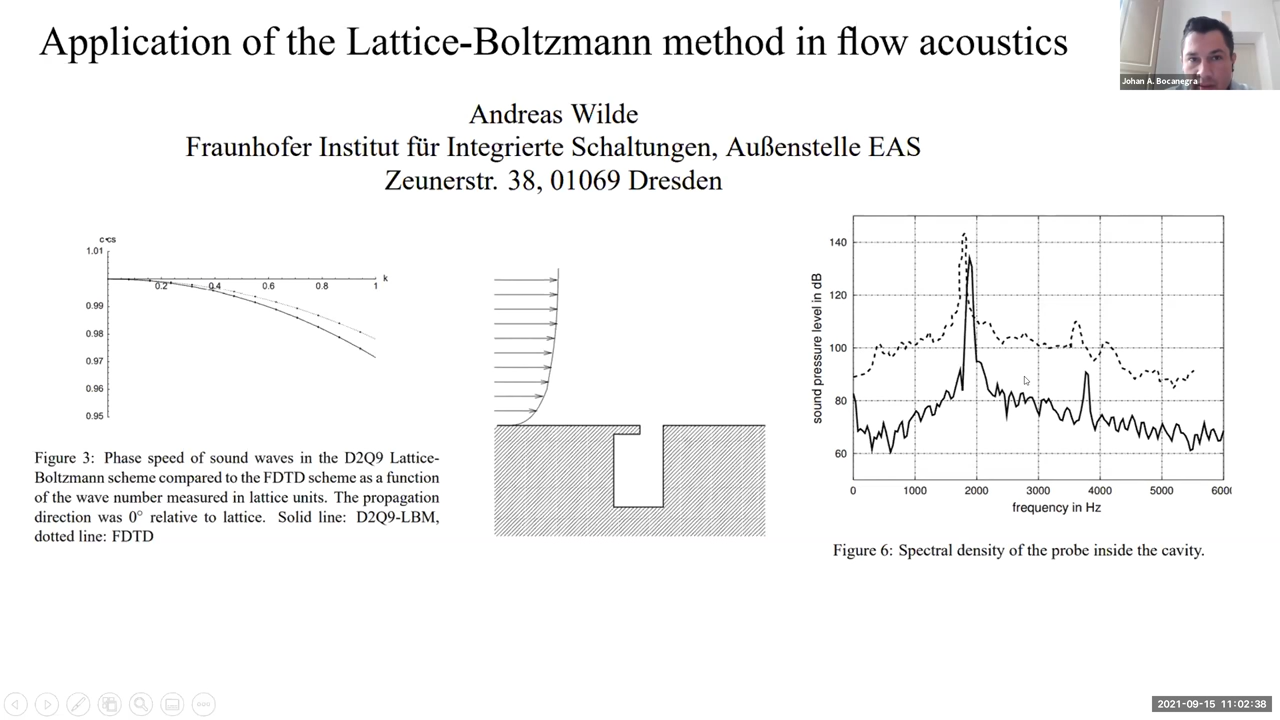 Application of the Lattice-Boltzmann method in flow acoustics
Johan A. Bocanegra
Andreas Wilde
Fraunhofer Institut für Integrierte Schaltungen, Außenstelle EAS
Zeunerstr. 38, 01069 Dresden
1.01
k
0.2
0.4
0.6
0.8
1
0.99
0.98
0.97
0.96
0.95
Figure 3: Phase speed of sound waves in the D2Q9 Lattice-
Boltzmann scheme compared to the FDTD scheme as a function
of the wave number measured in lattice units. The propagation
direction was 0° relative to lattice. Solid line: D2Q9-LBM,
dotted line: FDTD
sound pressure level in dB
140
120
100
80
60
0 1000 2000 3000 4000 5000 600
frequency in Hz
Figure 6: Spectral density of the probe inside the cavity.
2021-09-15 11:02:38